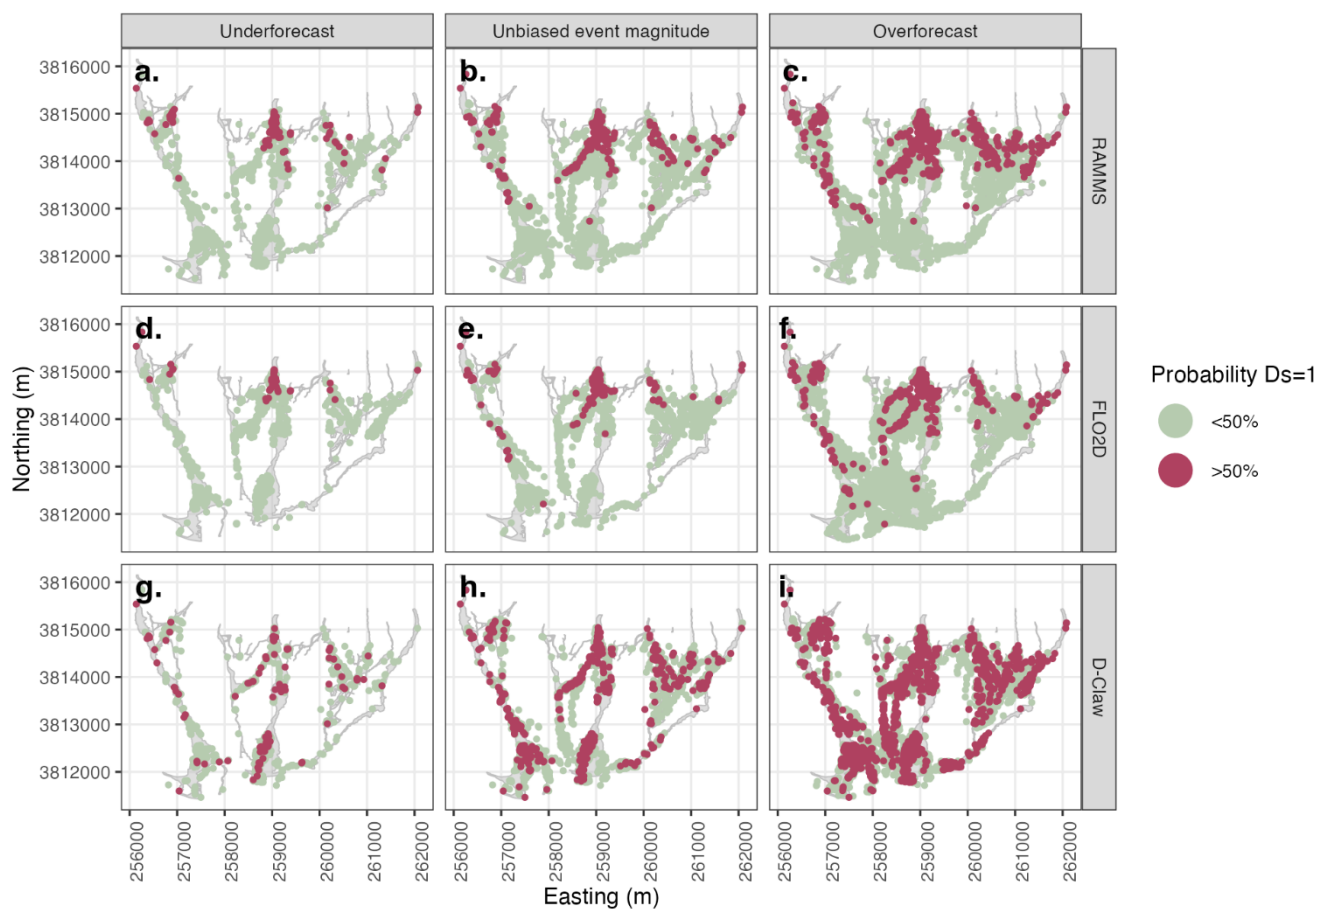 Underforecast
Unbiased event magnitude
Overforecast
a.
b.
c.
3816000
3815000
3814000
3813000
3812000
RAMMS
d.
e.
f.
3816000
3815000
3814000
3813000
3812000
FLO2D
g.
h.
i.
3816000
3815000
3814000
3813000
3812000
D-Claw
Northing (m)
256000
257000
258000
259000
260000
261000
262000
256000
257000
258000
259000
260000
261000
262000
256000
257000
258000
259000
260000
261000
262000
Easting (m)
Probability Ds=1
<50%
>50%